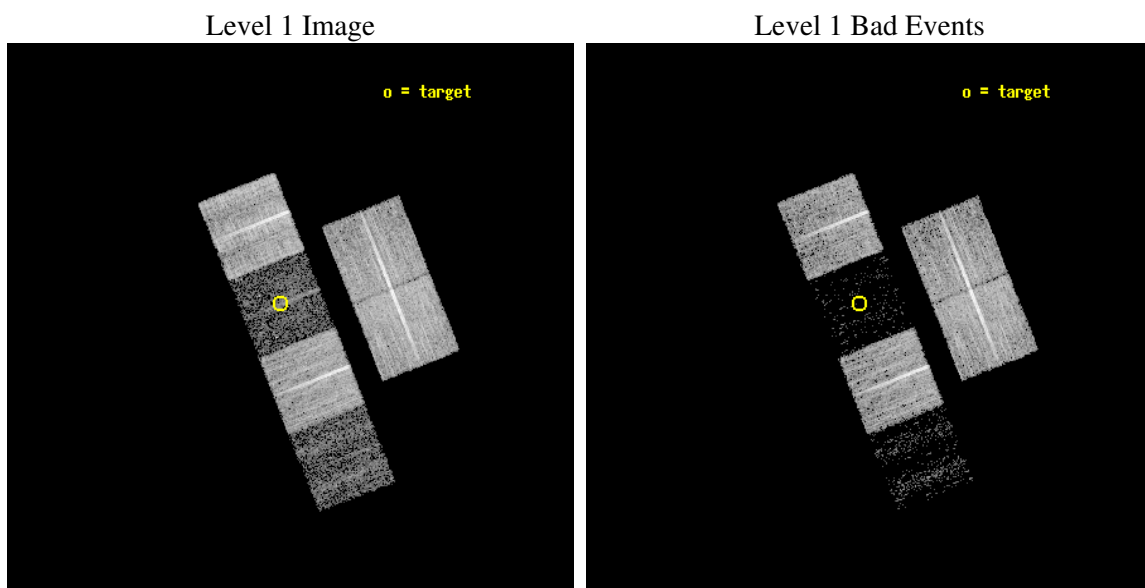 Level 1 Image
Level 1 Bad Events
o = target
o = target